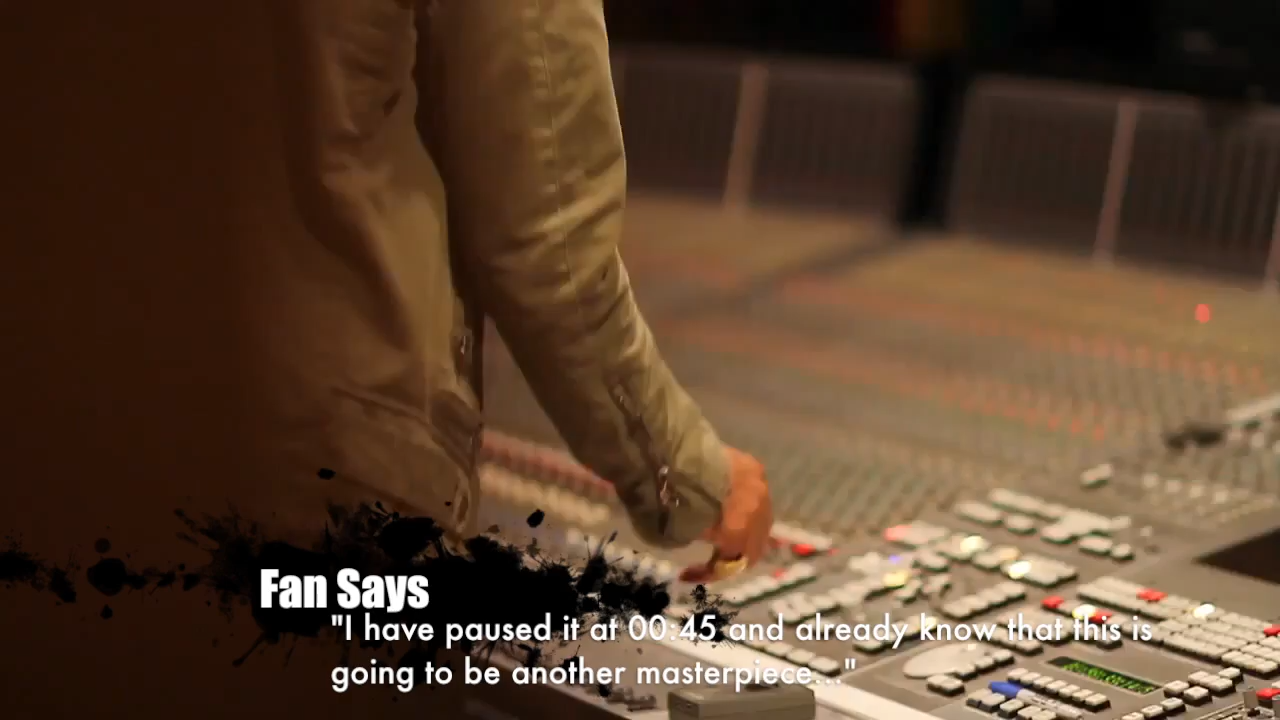 Fan Says
"I have paused it at 00:45 and already know that this is
going to be another masterpiece..."